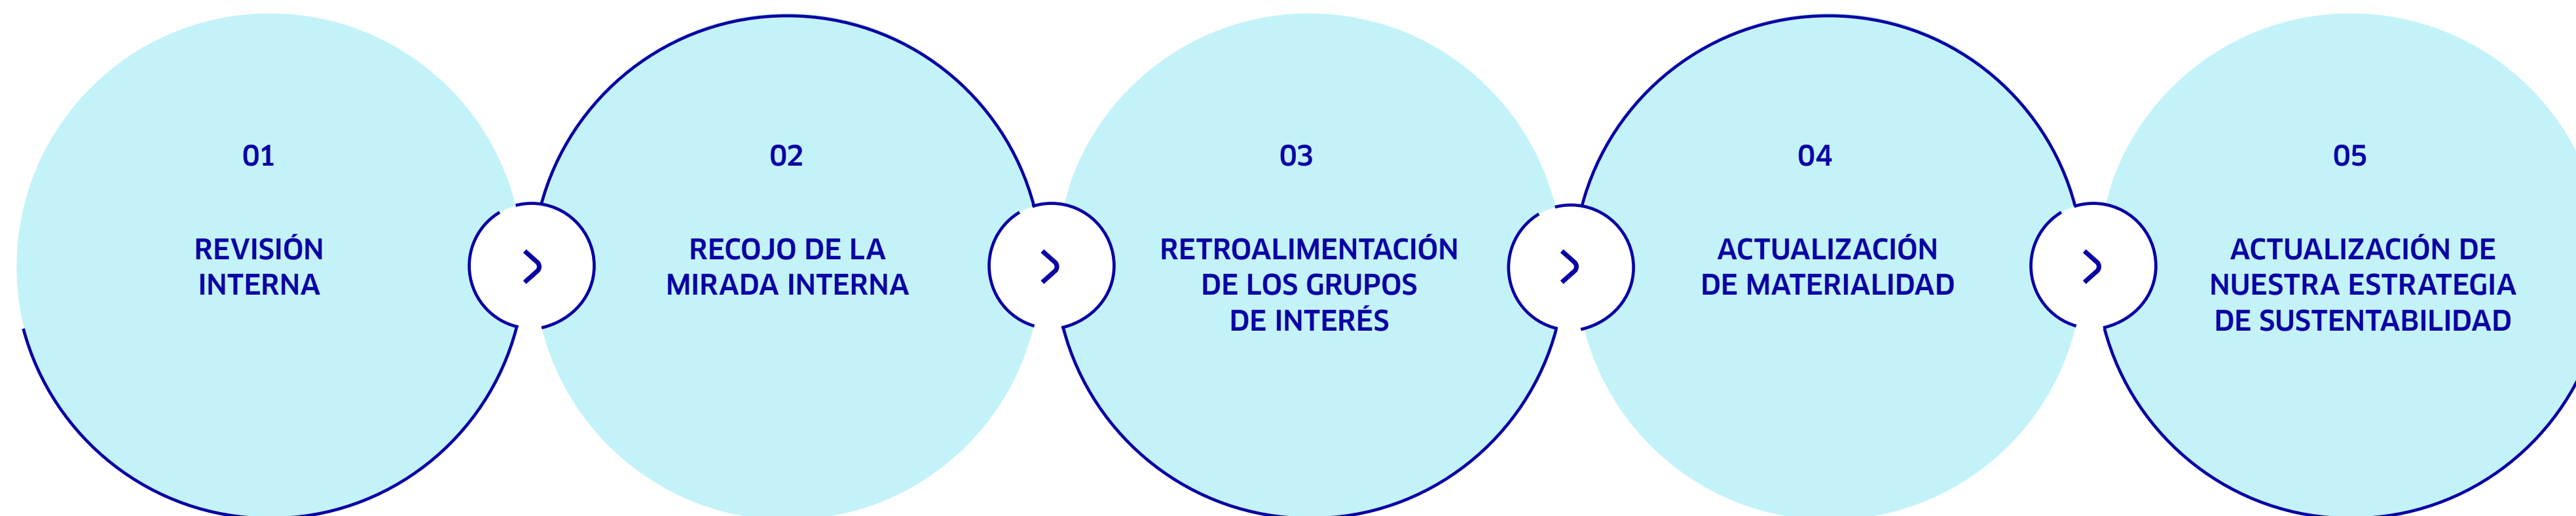 01
REVISIÓN
INTERNA
02
RECOJO DE LA
MIRADA INTERNA
03
RETROALIMENTACIÓN
DE LOS GRUPOS
DE INTERÉS
04
ACTUALIZACIÓN
DE MATERIALIDAD
05
ACTUALIZACIÓN DE
NUESTRA ESTRATEGIA
DE SUSTENTABILIDAD